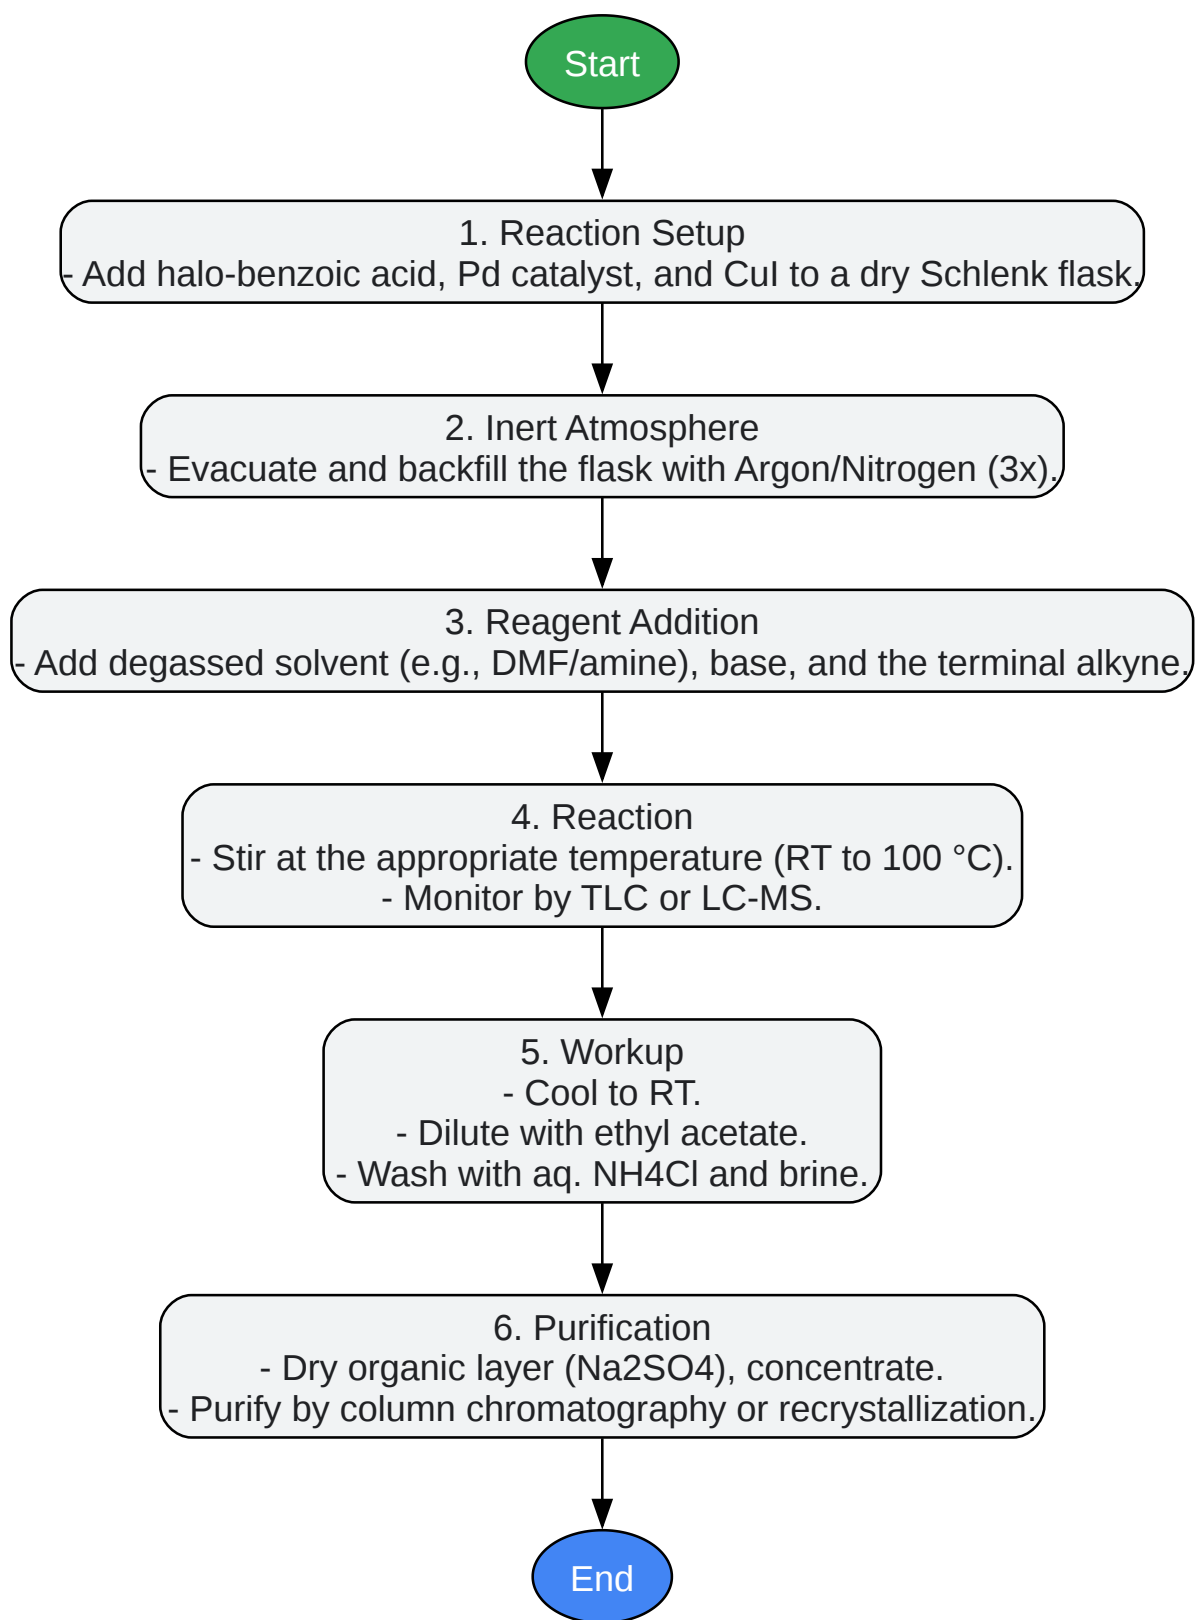 Start
1. Reaction Setup
- Add halo-benzoic acid, Pd catalyst, and CuI to a dry Schlenk flask.
2. Inert Atmosphere
- Evacuate and backfill the flask with Argon/Nitrogen (3x).
3. Reagent Addition
- Add degassed solvent (e.g., DMF/amine), base, and the terminal alkyne.
4. Reaction
- Stir at the appropriate temperature (RT to 100 °C).
- Monitor by TLC or LC-MS.
5. Workup
- Cool to RT.
- Dilute with ethyl acetate.
- Wash with aq. NH4Cl and brine.
6. Purification
- Dry organic layer (Na2SO4), concentrate.
- Purify by column chromatography or recrystallization.
End